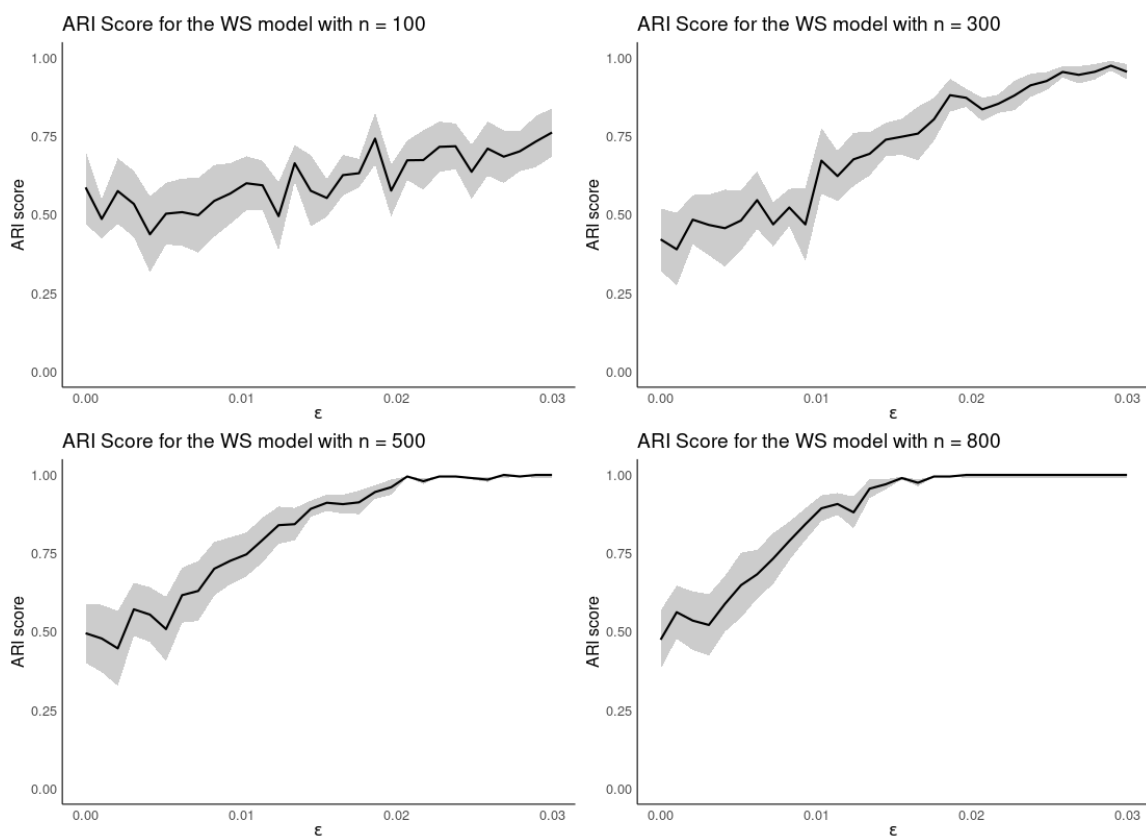 ARI Score for the WS model with n = 100
1.00
0.75
0.50
0.25
0.00
ARI score
0.00 0.01 0.02 0.03
ε
ARI Score for the WS model with n = 300
1.00
0.75
0.50
0.25
0.00
ARI score
0.00 0.01 0.02 0.03
ε
ARI Score for the WS model with n = 500
1.00
0.75
0.50
0.25
0.00
ARI score
0.00 0.01 0.02 0.03
ε
ARI Score for the WS model with n = 800
1.00
0.75
0.50
0.25
0.00
ARI score
0.00 0.01 0.02 0.03
ε